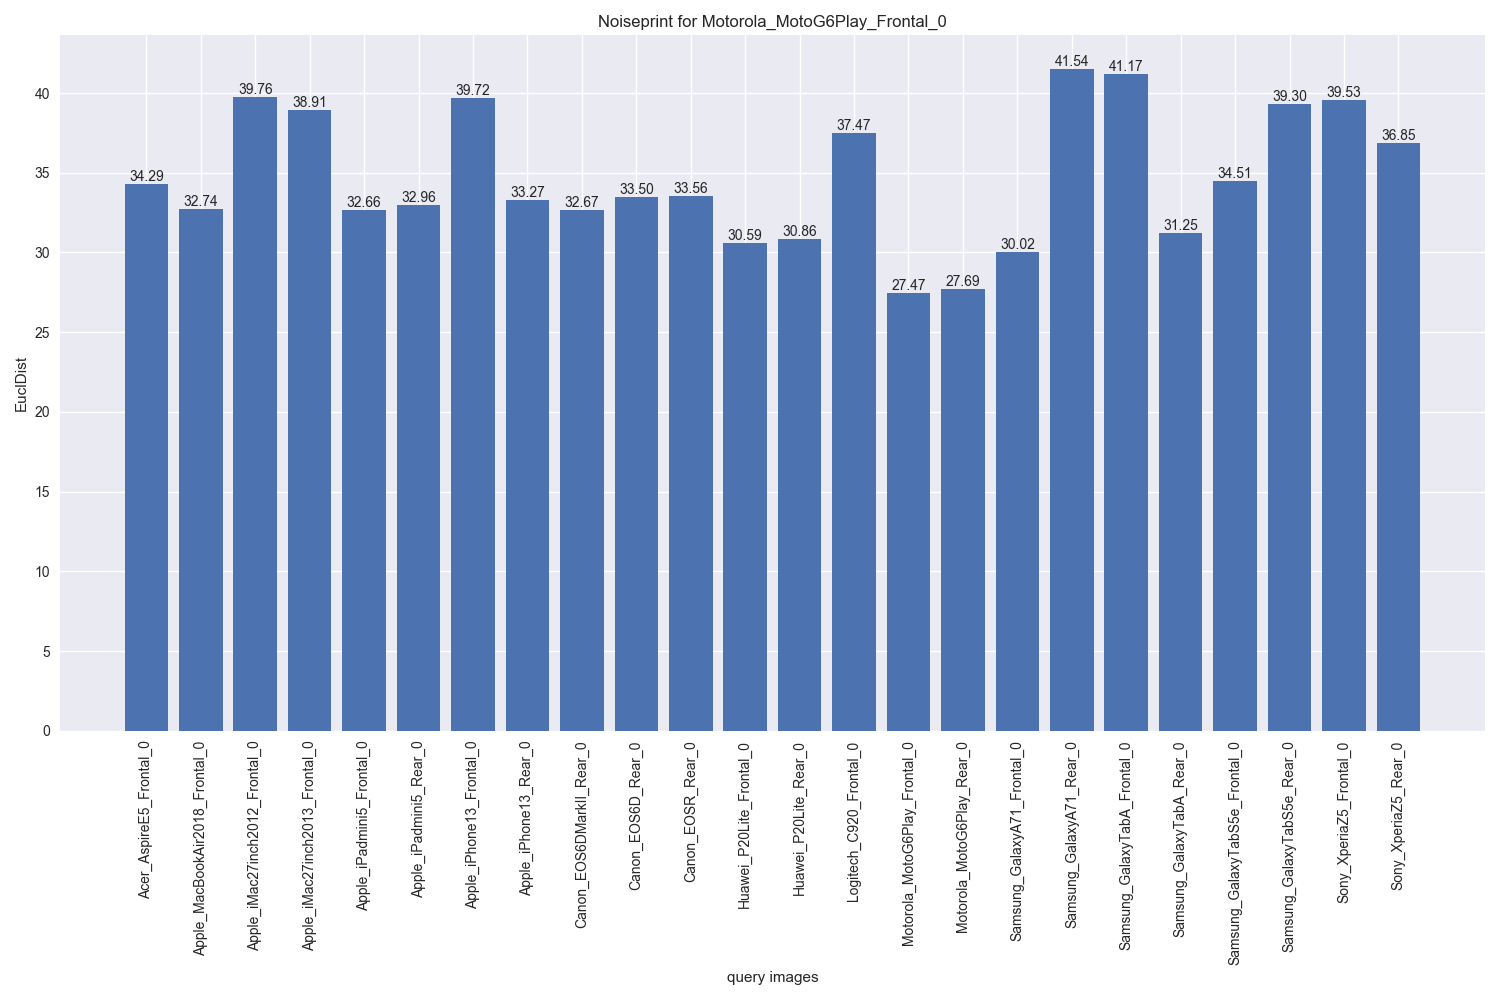 Noiseprint for Motorola_MotoG6Play_Frontal_0
EuclDist
40
35
30
25
20
15
10
5
0
34.29
32.74
39.76
38.91
32.66
32.96
39.72
33.27
32.67
33.50
33.56
30.59
30.86
37.47
27.47
27.69
30.02
41.54
41.17
31.25
34.51
39.30
39.53
36.85
Acer_AspireE5_Frontal_0
Apple_MacBookAir2018_Frontal_0
Apple_iMac27inch2012_Frontal_0
Apple_iMac27inch2013_Frontal_0
Apple_iPadmini5_Frontal_0
Apple_iPadmini5_Rear_0
Apple_iPhone13_Frontal_0
Apple_iPhone13_Rear_0
Canon_EOS6DMarkII_Rear_0
Canon_EOS6D_Rear_0
Canon_EOSR_Rear_0
Huawei_P20Lite_Frontal_0
Huawei_P20Lite_Rear_0
Logitech_C920_Frontal_0
Motorola_MotoG6Play_Frontal_0
Motorola_MotoG6Play_Rear_0
Samsung_GalaxyA71_Frontal_0
Samsung_GalaxyA71_Rear_0
Samsung_GalaxyTabA_Frontal_0
Samsung_GalaxyTabA_Rear_0
Samsung_GalaxyTabS5e_Frontal_0
Samsung_GalaxyTabS5e_Rear_0
Sony_XperiaZ5_Frontal_0
Sony_XperiaZ5_Rear_0
query images